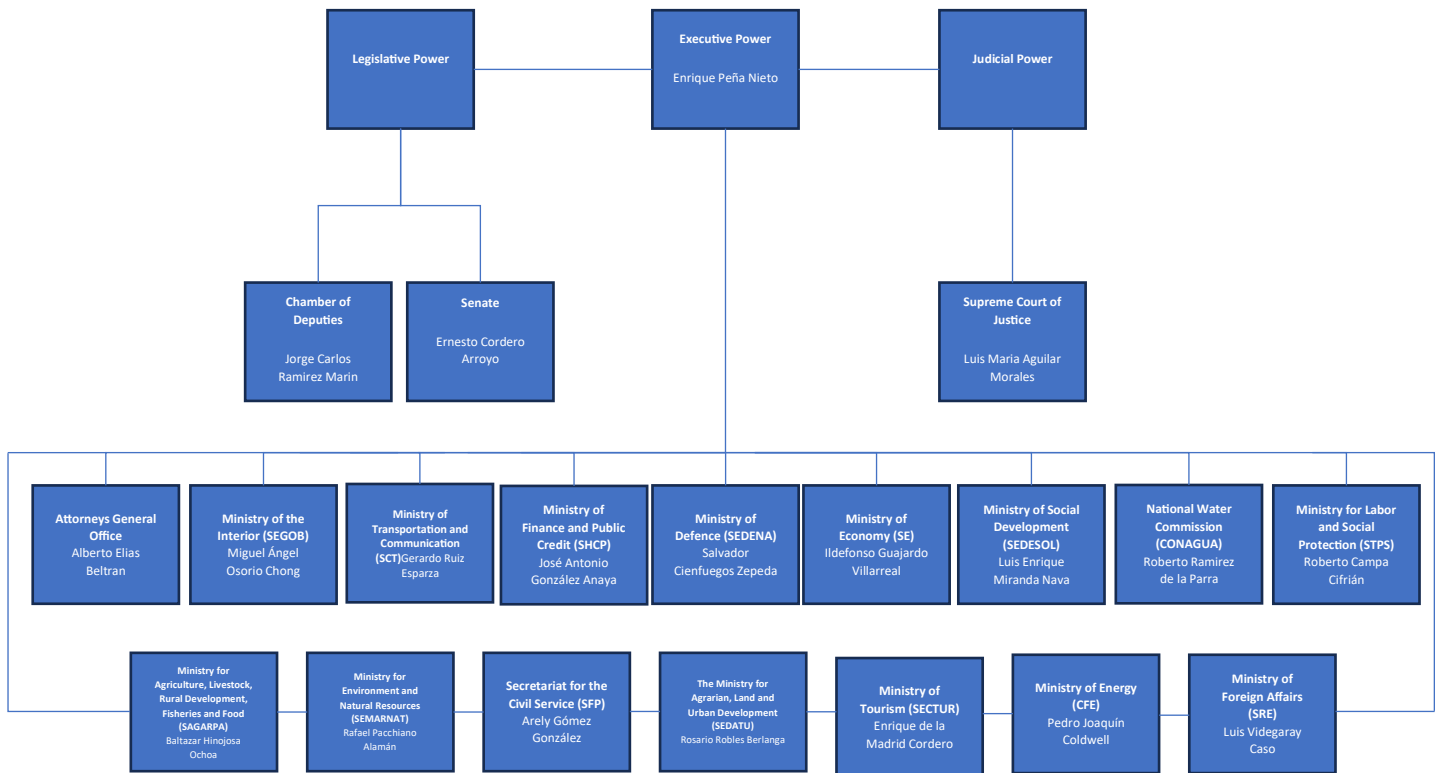 Legislative Power
Executive Power
Enrique Peña Nieto
Judicial Power
Chamber of
Deputies
Jorge Carlos
Ramirez Marin
Senate
Ernesto Cordero
Arroyo
Supreme Court of
Justice
Luis Maria Aguilar
Morales
Attorneys General
Office
Alberto Elias
Beltran
Ministry of the
Interior (SEGOB)
Miguel Ángel
Osorio Chong
Ministry of
Transportation and
Communication
(SCT)Gerardo Ruiz
Esparza
Ministry of
Finance and Public
Credit (SHCP)
José Antonio
González Anaya
Ministry of
Defence (SEDENA)
Salvador
Cienfuegos Zepeda
Ministry of
Economy (SE)
Ildefonso Guajardo
Villarreal
Ministry of Social
Development
(SEDESOL)
Luis Enrique
Miranda Nava
National Water
Commission
(CONAGUA)
Roberto Ramirez
de la Parra
Ministry for Labor
and Social
Protection (STPS)
Roberto Campa
Cifrián
Ministry for
Agriculture, Livestock,
Rural Development,
Fisheries and Food
(SAGARPA)
Baltazar Hinojosa
Ochoa
Ministry for
Environment and
Natural Resources
(SEMARNAT)
Rafael Pacchiano
Alamán
Secretariat for the
Civil Service (SFP)
Arely Gómez
González
The Ministry for
Agrarian, Land and
Urban Development
(SEDATU)
Rosario Robles Berlanga
Ministry of
Tourism (SECTUR)
Enrique de la
Madrid Cordero
Ministry of Energy
(CFE)
Pedro Joaquín
Coldwell
Ministry of
Foreign Affairs
(SRE)
Luis Videgaray
Caso